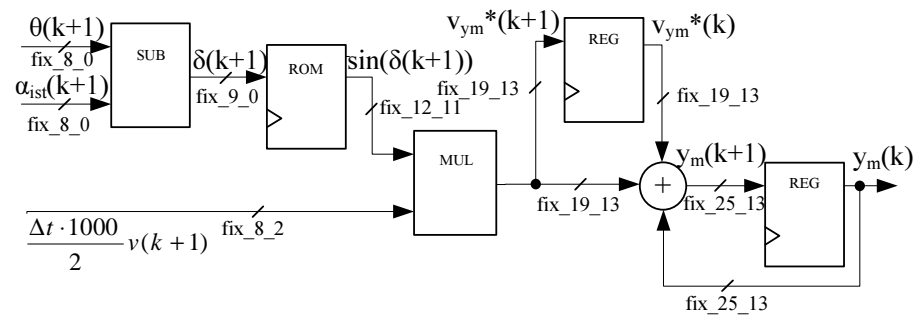 θ(k+1)
fix_8_0
α_ist(k+1)
fix_8_0
SUB
δ(k+1)
fix_9_0
ROM
sin(δ(k+1))
fix_12_11
MUL
Δt·1000
2
v(k+1)
fix_8_2
v_ym*(k+1)
fix_19_13
REG
v_ym*(k)
fix_19_13
fix_19_13
+
y_m(k+1)
fix_25_13
REG
y_m(k)
fix_25_13